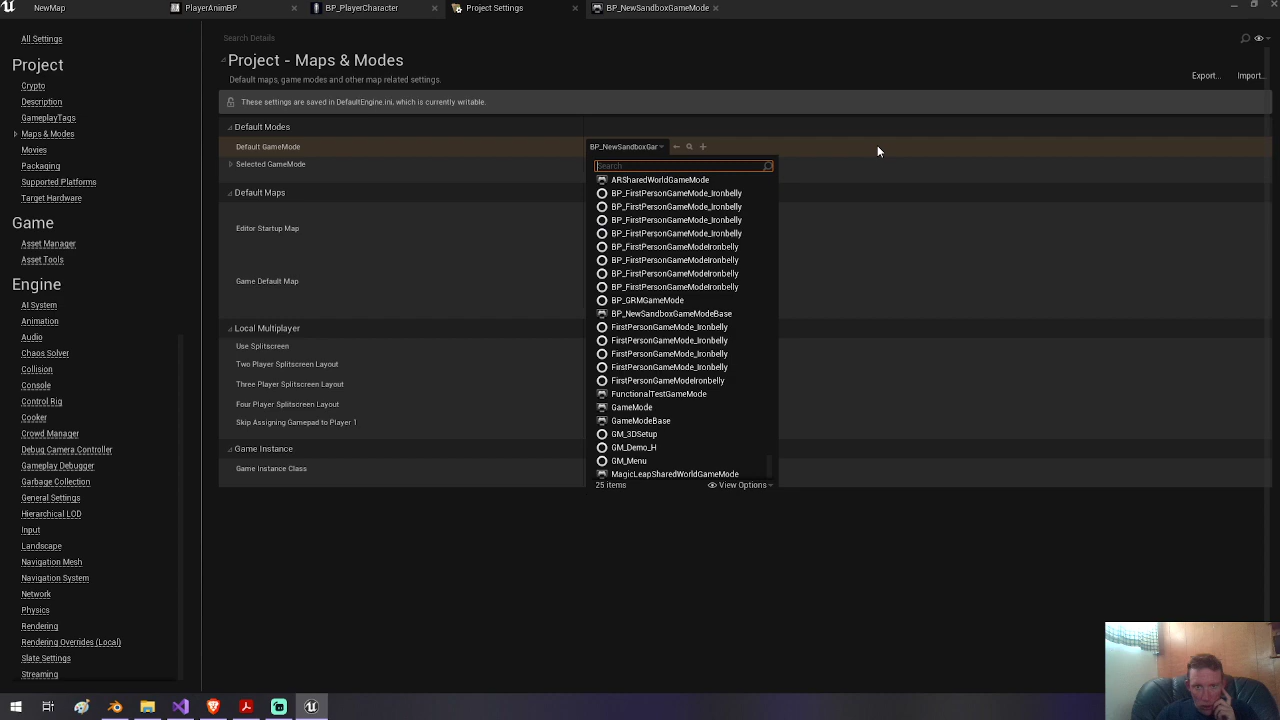 NewMap
PlayerAnimBP
BP_PlayerCharacter
Project Settings
BP_NewSandboxGameMode
All Settings
Project
Crypto
Description
GameplayTags
Maps & Modes
Movies
Packaging
Supported Platforms
Target Hardware
Game
Asset Manager
Asset Tools
Engine
AI System
Animation
Audio
Chaos Solver
Collision
Console
Control Rig
Cooker
Crowd Manager
Debug Camera Controller
Gameplay Debugger
Garbage Collection
General Settings
Hierarchical LOD
Input
Landscape
Navigation Mesh
Navigation System
Network
Physics
Rendering
Rendering Overrides (Local)
Slate Settings
Streaming
Search Details
Project - Maps & Modes
Default maps, game modes and other map related settings.
Export...
Import...
These settings are saved in DefaultEngine.ini, which is currently writable.
Default Modes
Default GameMode
BP_NewSandboxGar
Selected GameMode
Default Maps
Editor Startup Map
Game Default Map
Local Multiplayer
Use Splitscreen
Two Player Splitscreen Layout
Three Player Splitscreen Layout
Four Player Splitscreen Layout
Skip Assigning Gamepad to Player 1
Game Instance
Game Instance Class
Search
ARSharedWorldGameMode
BP_FirstPersonGameMode_Ironbelly
BP_FirstPersonGameMode_Ironbelly
BP_FirstPersonGameMode_Ironbelly
BP_FirstPersonGameMode_Ironbelly
BP_FirstPersonGameModeIronbelly
BP_FirstPersonGameModeIronbelly
BP_FirstPersonGameModeIronbelly
BP_FirstPersonGameModeIronbelly
BP_GRMGameMode
BP_NewSandboxGameModeBase
FirstPersonGameMode_Ironbelly
FirstPersonGameMode_Ironbelly
FirstPersonGameMode_Ironbelly
FirstPersonGameMode_Ironbelly
FirstPersonGameModeIronbelly
FunctionalTestGameMode
GameMode
GameModeBase
GM_3DSetup
GM_Demo_H
GM_Menu
MagicLeapSharedWorldGameMode
25 items
View Options